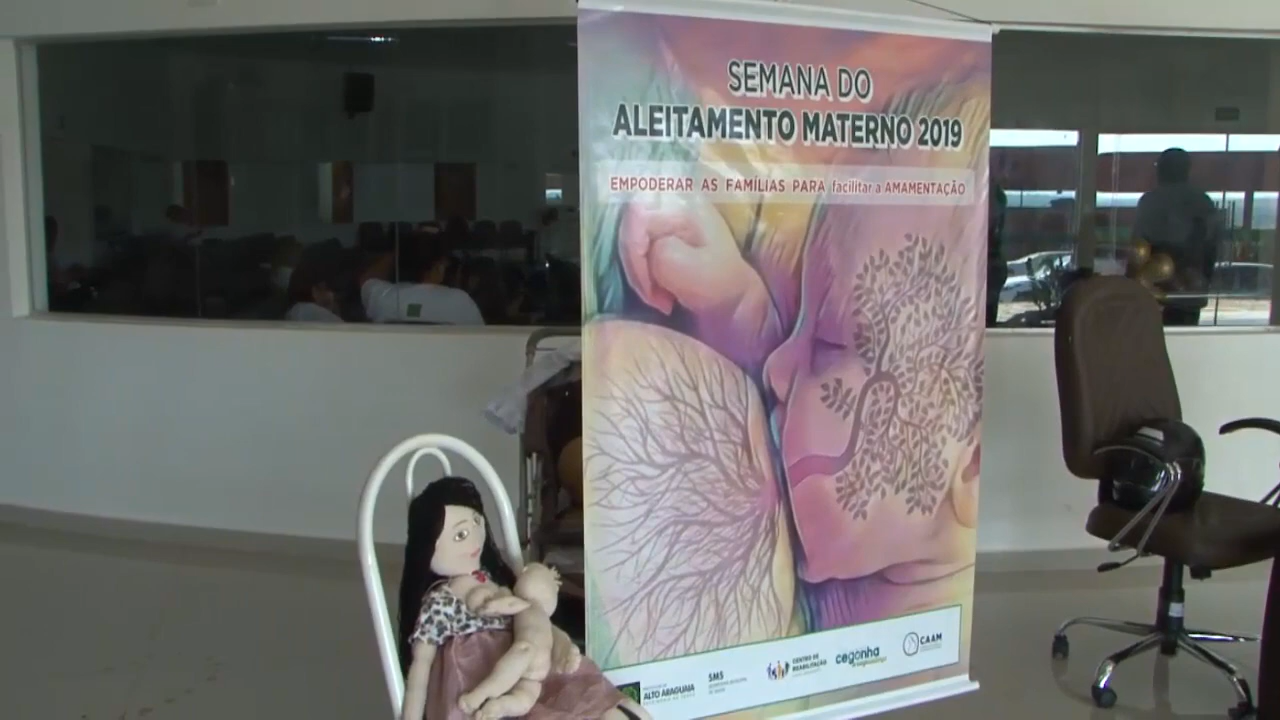 SEMANA DO
ALEITAMENTO MATERNO 2019
EMPODERAR AS FAMÍLIAS PARA facilitar a AMAMENTAÇÃO
ALTO ARAGUAIA
SMS
CENTRO DE
REABILITAÇÃO
cegonha
CAAM